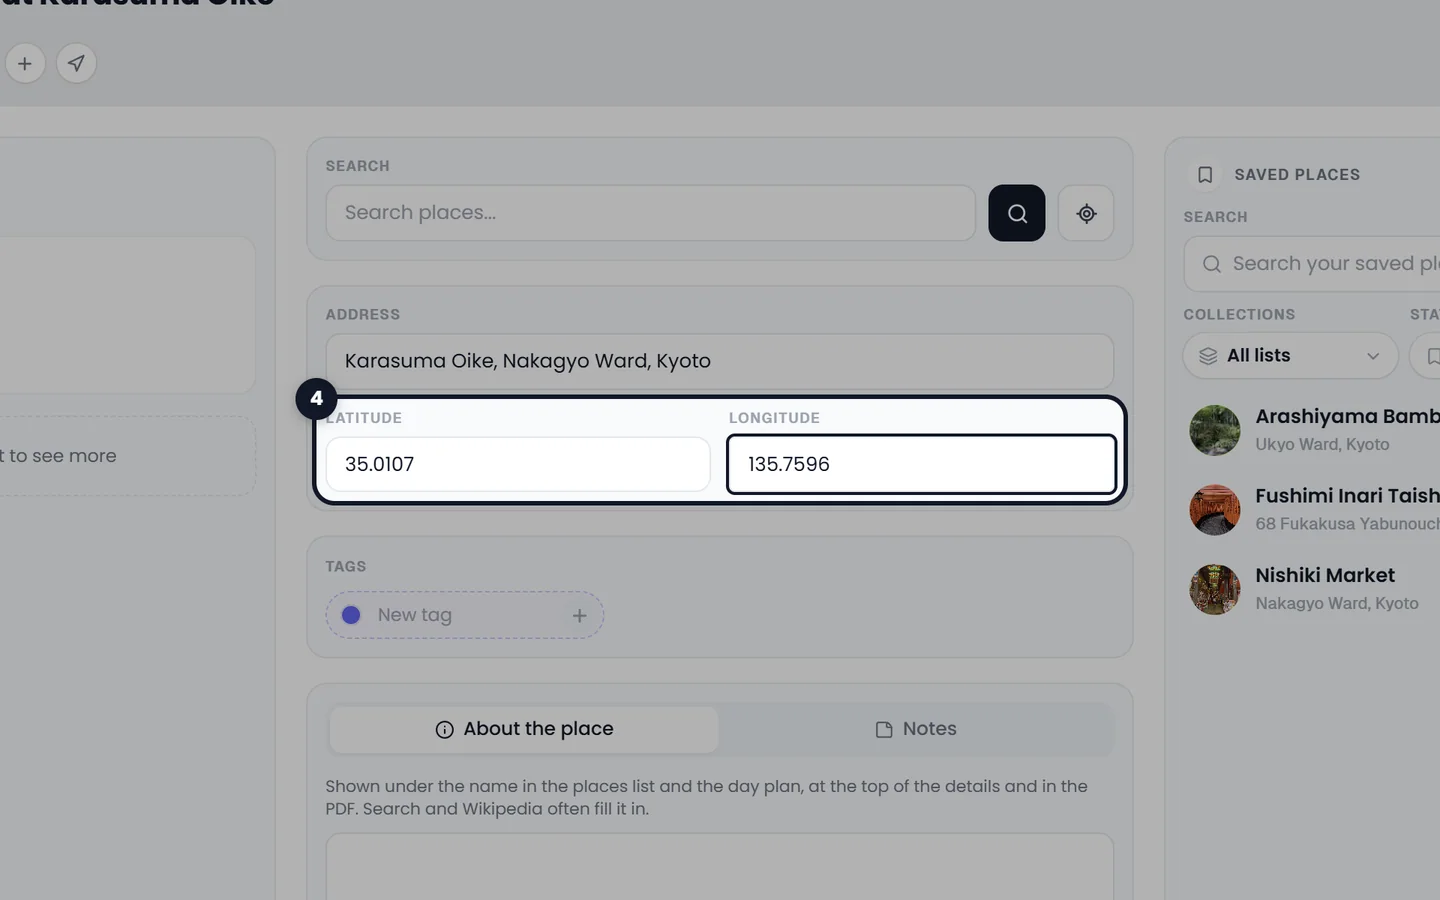 SEARCH
Search places...
ADDRESS
Karasuma Oike, Nakagyo Ward, Kyoto
4
LATITUDE
LONGITUDE
35.0107
135.7596
TAGS
New tag
About the place
Notes
Shown under the name in the places list and the day plan, at the top of the details and in the
PDF. Search and Wikipedia often fill it in.
to see more
SAVED PLACES
SEARCH
Search your saved
COLLECTIONS
All lists
Arashiyama
Ukyo Ward, Kyoto
Fushimi Inari
68 Fukakusa
Nishiki Market
Nakagyo Ward, Kyoto